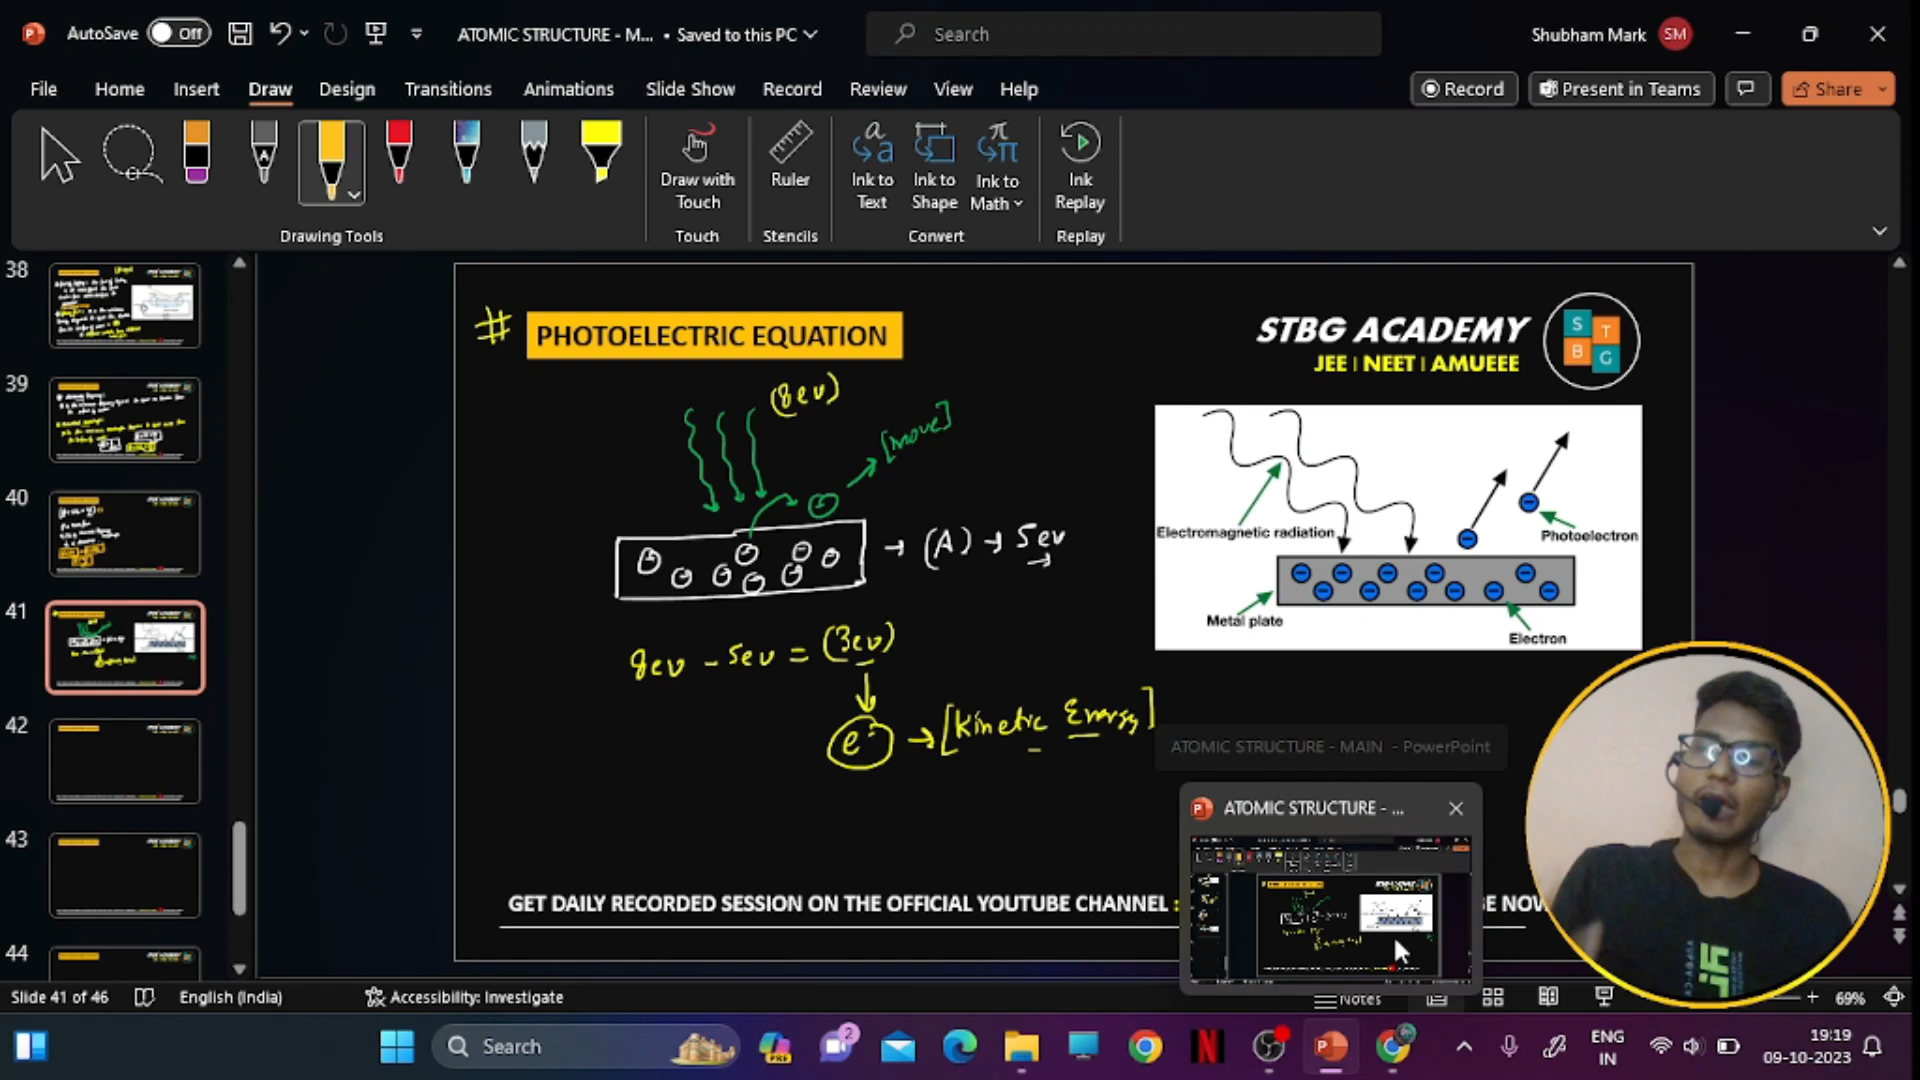 AutoSave Off ATOMIC STRUCTURE - M... • Saved to this PC Search Shubham Mark SM
File Home Insert Draw Design Transitions Animations Slide Show Record Review View Help Record Present in Teams Share
Draw with Touch
Ruler
Ink to Text
Ink to Shape
Ink to Math
Ink Replay
Drawing Tools Touch Stencils Convert Replay
38
39
40
41
42
43
44
# PHOTOELECTRIC EQUATION
STBG ACADEMY
JEE | NEET | AMUEEE
S T B G
(8ev)
[move]
→ (A) → 5ev
8ev - 5ev = (3ev)
e- → [Kinetic Energy]
Electromagnetic radiation
Photoelectron
Metal plate
Electron
ATOMIC STRUCTURE - MAIN - PowerPoint
ATOMIC STRUCTURE - ...
GET DAILY RECORDED SESSION ON THE OFFICIAL YOUTUBE CHANNEL :
Slide 41 of 46 English (India) Accessibility: Investigate Notes 69%
Search PRE 2 ENG IN 19:19 09-10-2023